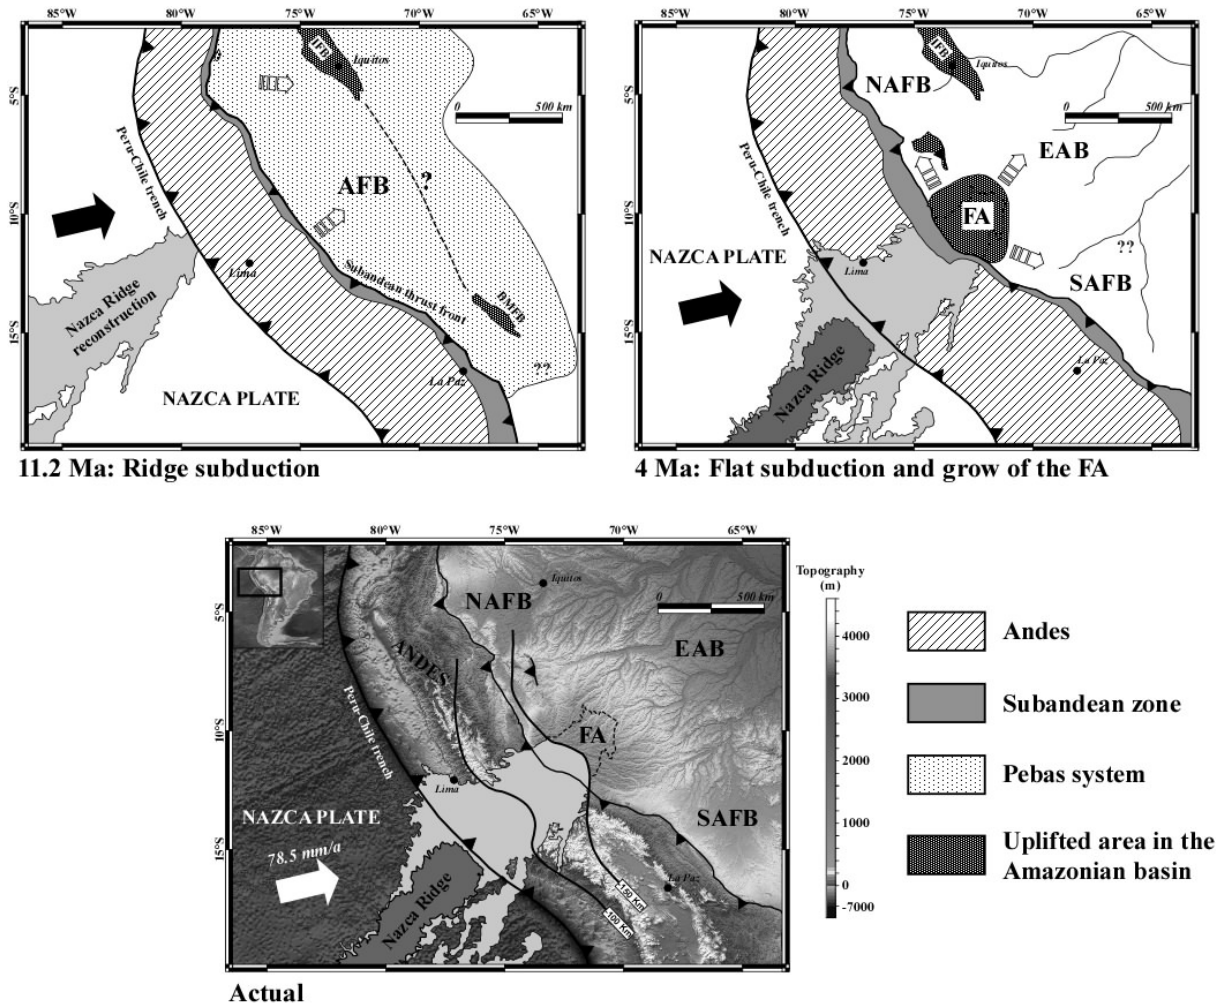 85°W 80°W 75°W 70°W 65°W
5°S
10°S
15°S
IFB
Iquitos
0 500 km
Peru-Chile trench
AFB
?
Lima
Subandean thrust front
BMFB
Nazca Ridge
reconstruction
La Paz
??
NAZCA PLATE
11.2 Ma: Ridge subduction
85°W 80°W 75°W 70°W 65°W
5°S
10°S
15°S
IFB
Iquitos
NAFB
0 500 km
EAB
Peru-Chile trench
FA
??
NAZCA PLATE
Lima
SAFB
Nazca Ridge
La Paz
4 Ma: Flat subduction and grow of the FA
85°W 80°W 75°W 70°W 65°W
5°S
10°S
15°S
Iquitos
NAFB
0 500 km
EAB
ANDES
Peru-Chile trench
FA
Lima
NAZCA PLATE
SAFB
78.5 mm/a
La Paz
-150 Km
-100 Km
Nazca Ridge
Actual
Topography
(m)
4000
3000
2000
1000
0
-7000
Andes
Subandean zone
Pebas system
Uplifted area in the
Amazonian basin